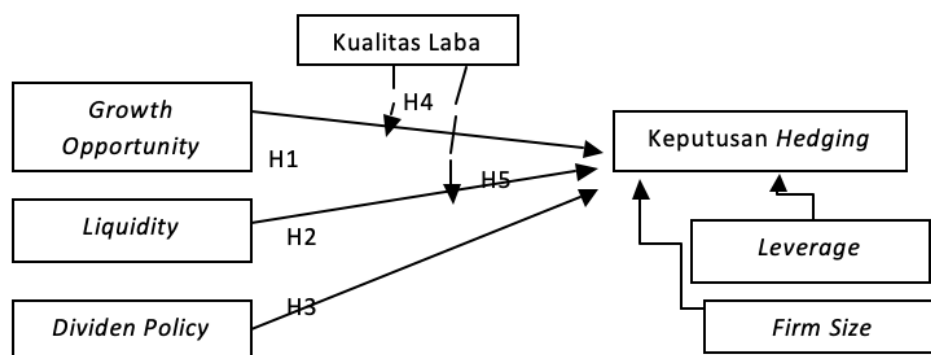 Kualitas Laba
H4
Growth
Opportunity
H1
Keputusan Hedging
H5
Liquidity
H2
Leverage
H3
Dividen Policy
Firm Size